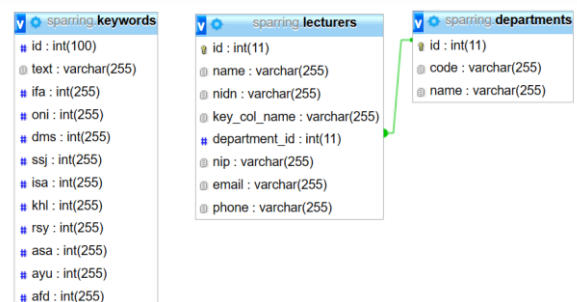 sparring.keywords
id : int(100)
text : varchar(255)
ifa : int(255)
oni : int(255)
dms : int(255)
ssj : int(255)
isa : int(255)
khl : int(255)
rsy : int(255)
asa : int(255)
ayu : int(255)
afd : int(255)
sparring.lecturers
id : int(11)
name : varchar(255)
nidn : varchar(255)
key_col_name : varchar(255)
department_id : int(11)
nip : varchar(255)
email : varchar(255)
phone : varchar(255)
sparring.departments
id : int(11)
code : varchar(255)
name : varchar(255)